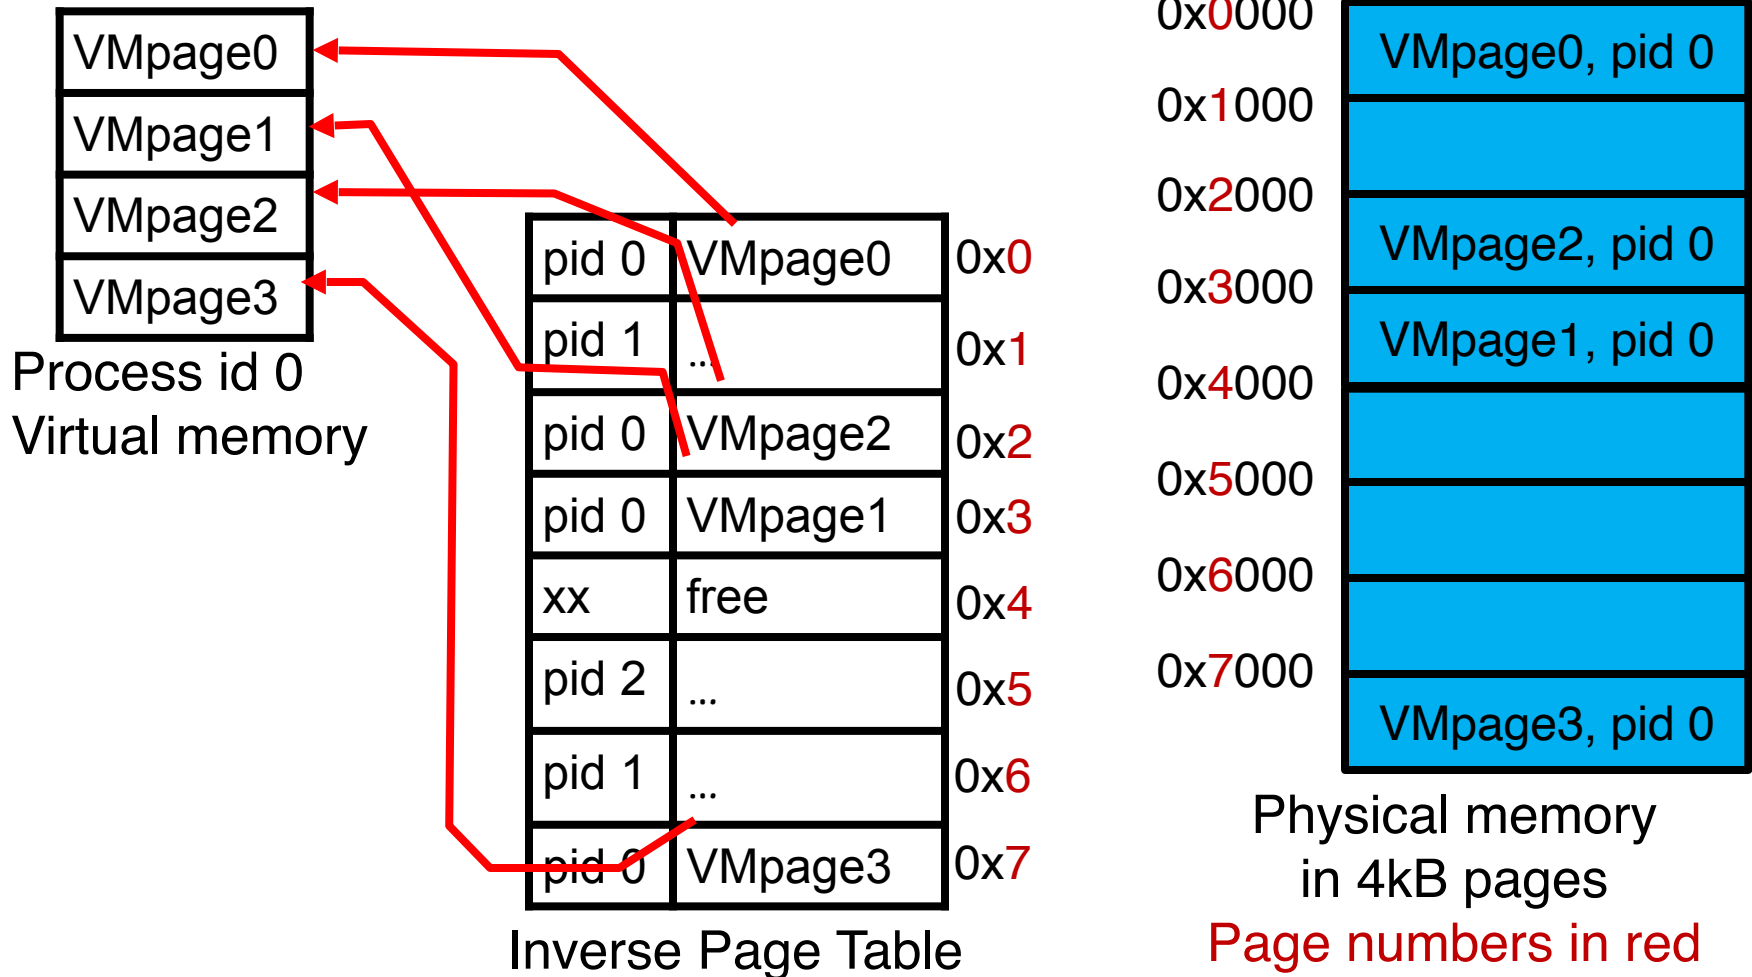 VMpage0
VMpage1
VMpage2
VMpage3
Process id 0
Virtual memory
pid 0 VMpage0 0x0
pid 1 ... 0x1
pid 0 VMpage2 0x2
pid 0 VMpage1 0x3
xx free 0x4
pid 2 ... 0x5
pid 1 ... 0x6
pid 0 VMpage3 0x7
Inverse Page Table
0x0000
VMpage0, pid 0
0x1000
0x2000
VMpage2, pid 0
0x3000
VMpage1, pid 0
0x4000
0x5000
0x6000
0x7000
VMpage3, pid 0
Physical memory
in 4kB pages
Page numbers in red